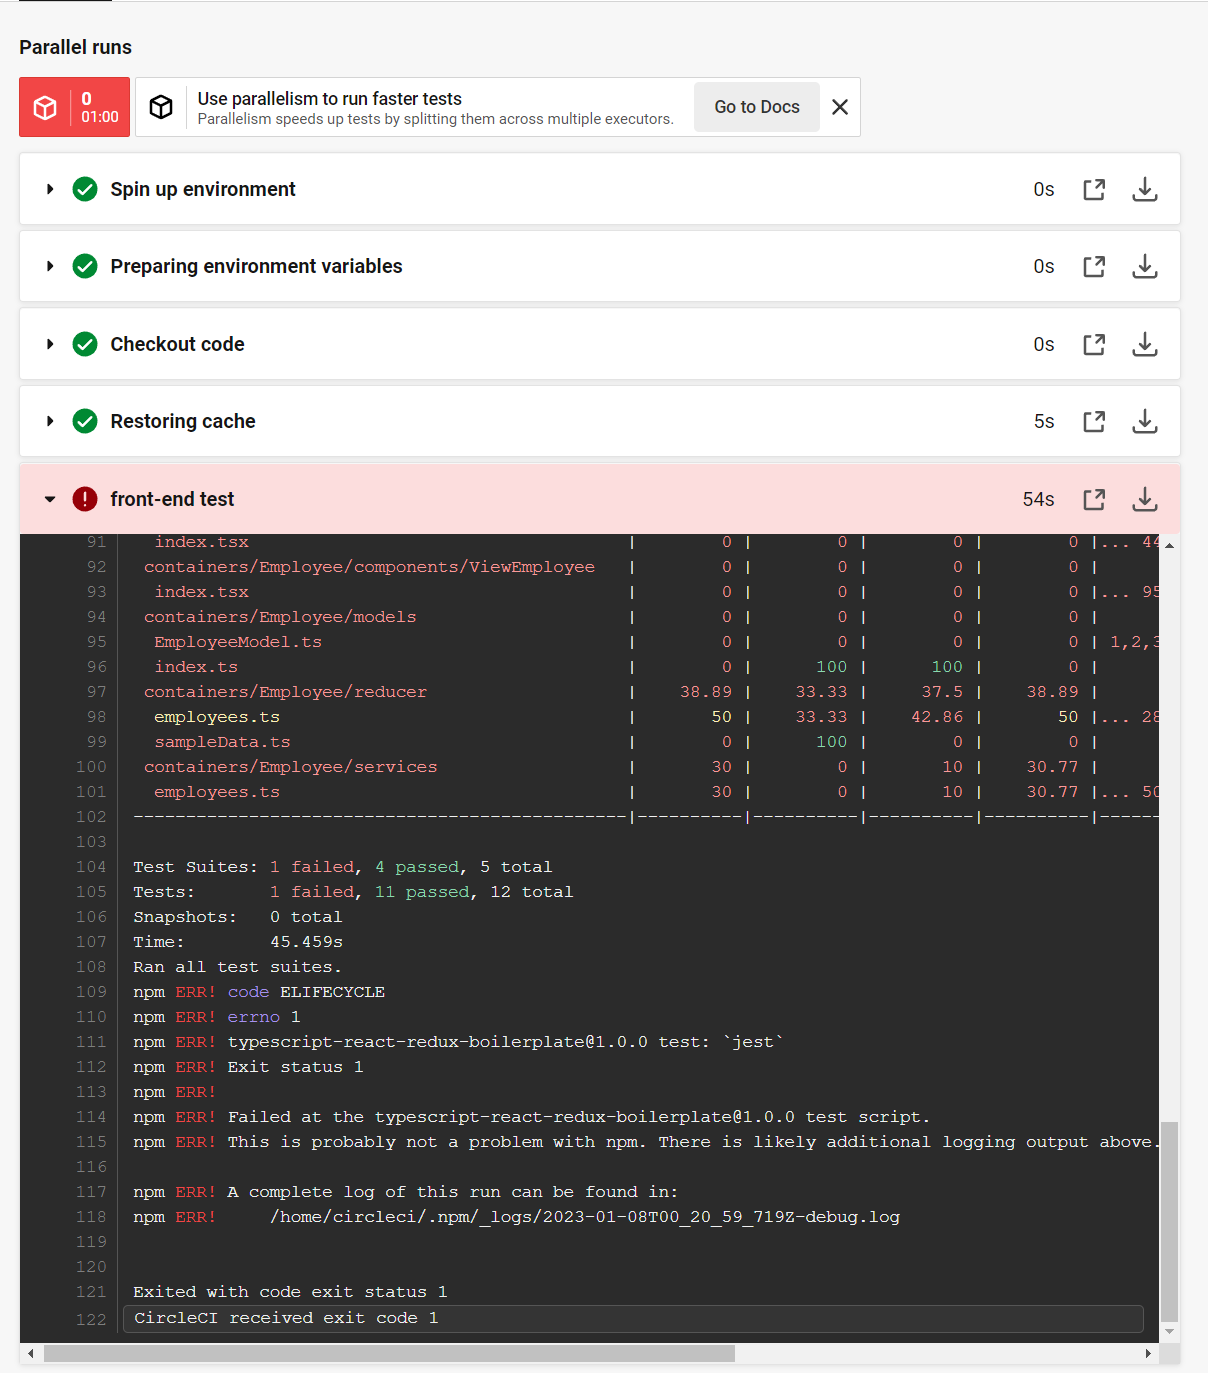 Parallel runs
0
01:00
Use parallelism to run faster tests
Parallelism speeds up tests by splitting them across multiple executors.
Go to Docs
Spin up environment 0s
Preparing environment variables 0s
Checkout code 0s
Restoring cache 5s
front-end test 54s
91 index.tsx | 0 | 0 | 0 | 0 |... 44
92 containers/Employee/components/ViewEmployee | 0 | 0 | 0 | 0 |
93 index.tsx | 0 | 0 | 0 | 0 |... 95
94 containers/Employee/models | 0 | 0 | 0 | 0 |
95 EmployeeModel.ts | 0 | 0 | 0 | 0 | 1,2,3
96 index.ts | 0 | 100 | 100 | 0 |
97 containers/Employee/reducer | 38.89 | 33.33 | 37.5 | 38.89 |
98 employees.ts | 50 | 33.33 | 42.86 | 50 |... 28
99 sampleData.ts | 0 | 100 | 0 | 0 |
100 containers/Employee/services | 30 | 0 | 10 | 30.77 |
101 employees.ts | 30 | 0 | 10 | 30.77 |... 50
102 -----------------------------------------------|----------|----------|----------|----------|------
103
104 Test Suites: 1 failed, 4 passed, 5 total
105 Tests: 1 failed, 11 passed, 12 total
106 Snapshots: 0 total
107 Time: 45.459s
108 Ran all test suites.
109 npm ERR! code ELIFECYCLE
110 npm ERR! errno 1
111 npm ERR! typescript-react-redux-boilerplate@1.0.0 test: `jest`
112 npm ERR! Exit status 1
113 npm ERR!
114 npm ERR! Failed at the typescript-react-redux-boilerplate@1.0.0 test script.
115 npm ERR! This is probably not a problem with npm. There is likely additional logging output above.
116
117 npm ERR! A complete log of this run can be found in:
118 npm ERR! /home/circleci/.npm/_logs/2023-01-08T00_20_59_719Z-debug.log
119
120
121 Exited with code exit status 1
122 CircleCI received exit code 1